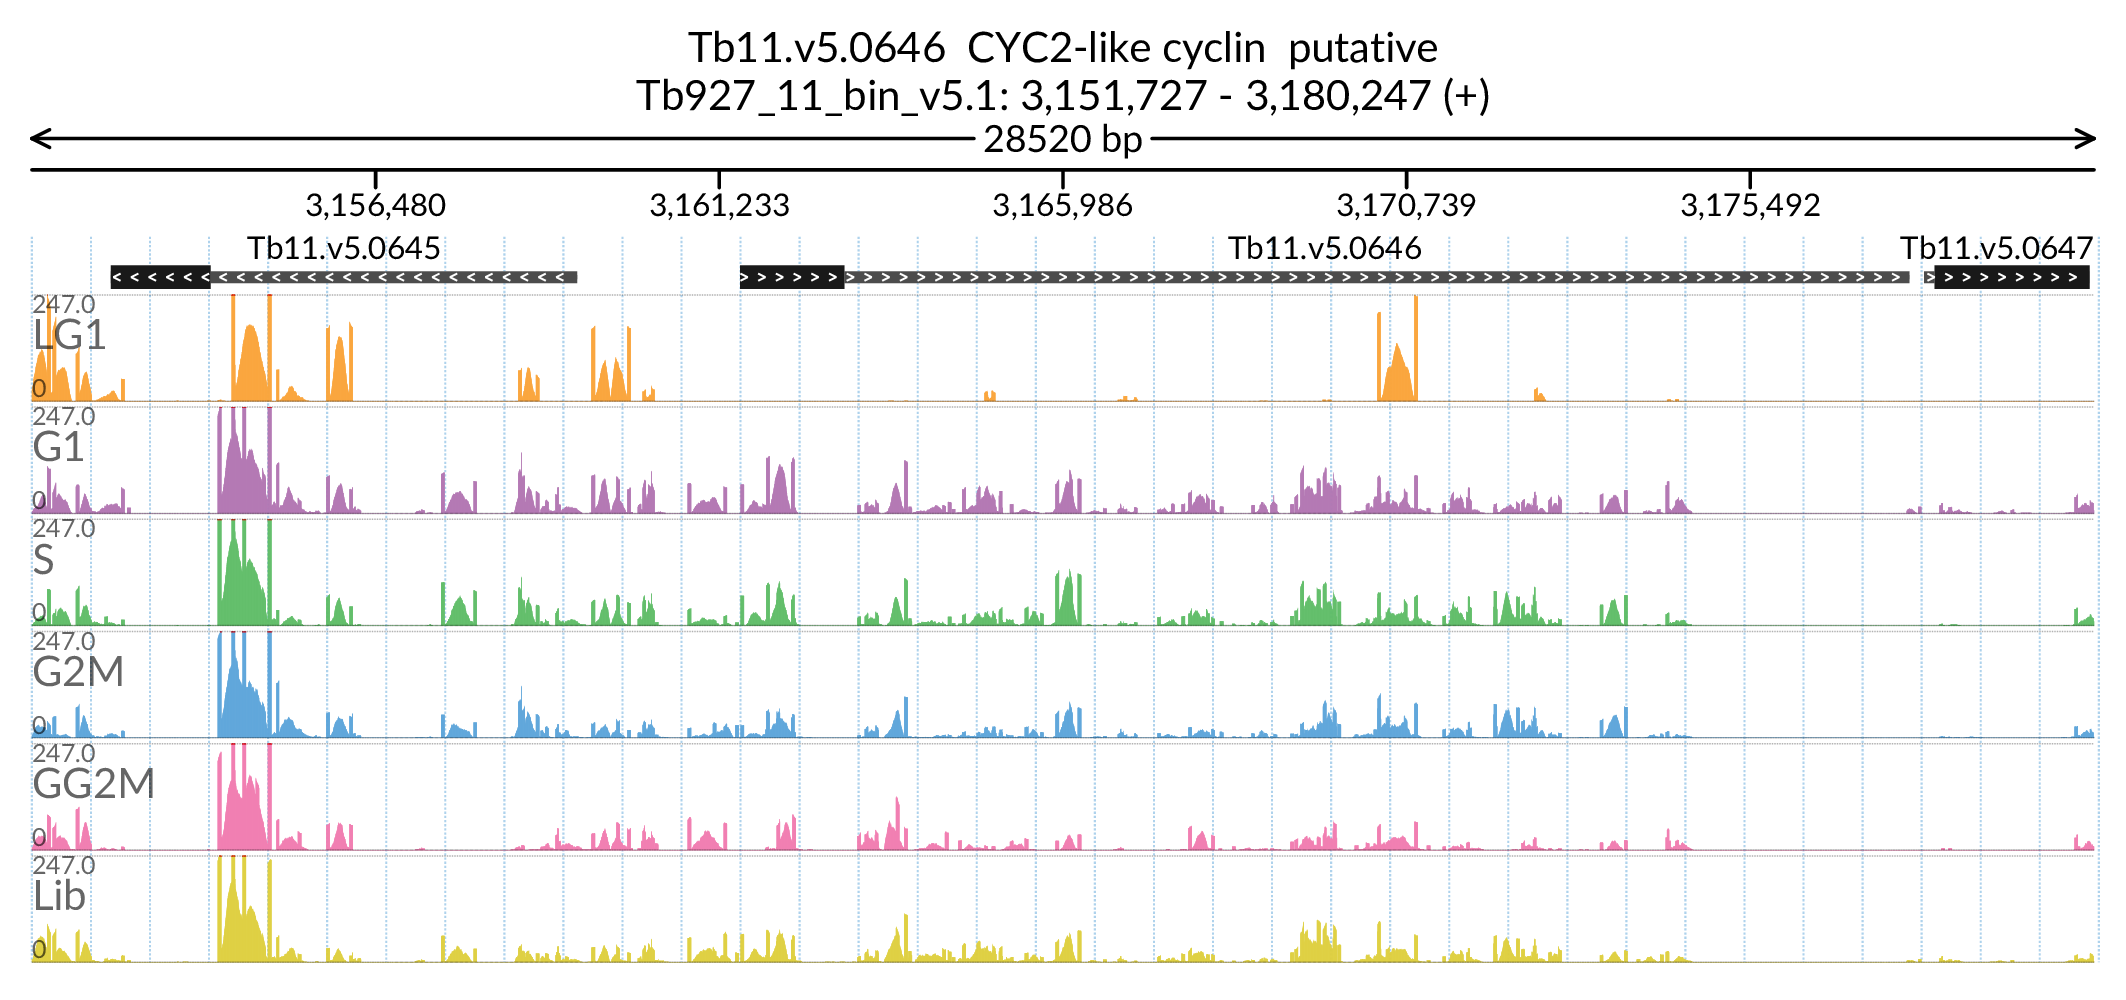 Tb11.v5.0646 CYC2-like cyclin putative
Tb927_11_bin_v5.1: 3,151,727 - 3,180,247 (+)
28520 bp
3,156,480 3,161,233 3,165,986 3,170,739 3,175,492
Tb11.v5.0645 Tb11.v5.0646 Tb11.v5.0647
247.0
LG1
0
247.0
G1
0
247.0
S
0
247.0
G2M
0
247.0
GG2M
0
247.0
Lib
0